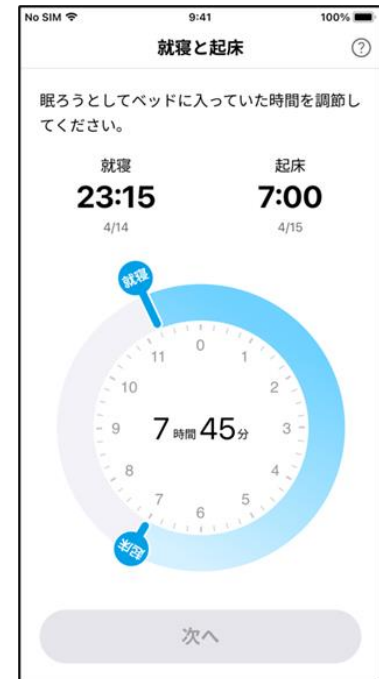 No SIM 9:41 100%
就寝と起床 ?
眠ろうとしてベッドに入っていた時間を調節し
てください。
就寝 起床
23:15 7:00
4/14 4/15
就寝
0
11 1
10 2
9 7時間45分 3
8 4
7 5
6
起床
次へ